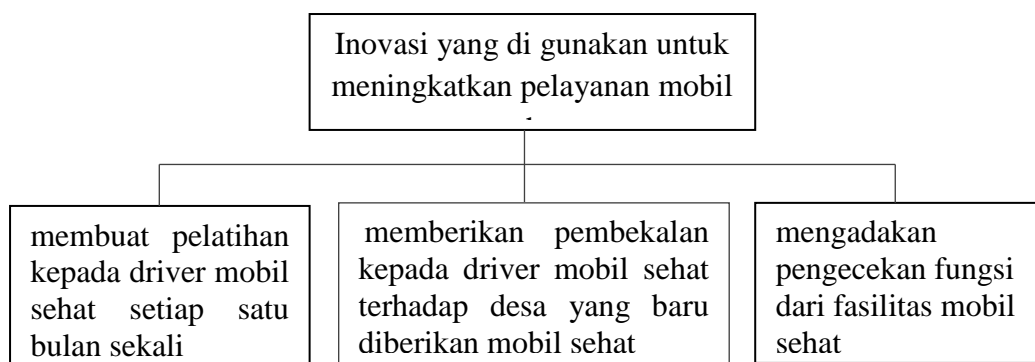 Inovasi yang di gunakan untuk
meningkatkan pelayanan mobil
membuat pelatihan
kepada driver mobil
sehat setiap satu
bulan sekali
memberikan pembekalan
kepada driver mobil sehat
terhadap desa yang baru
diberikan mobil sehat
mengadakan
pengecekan fungsi
dari fasilitas mobil
sehat